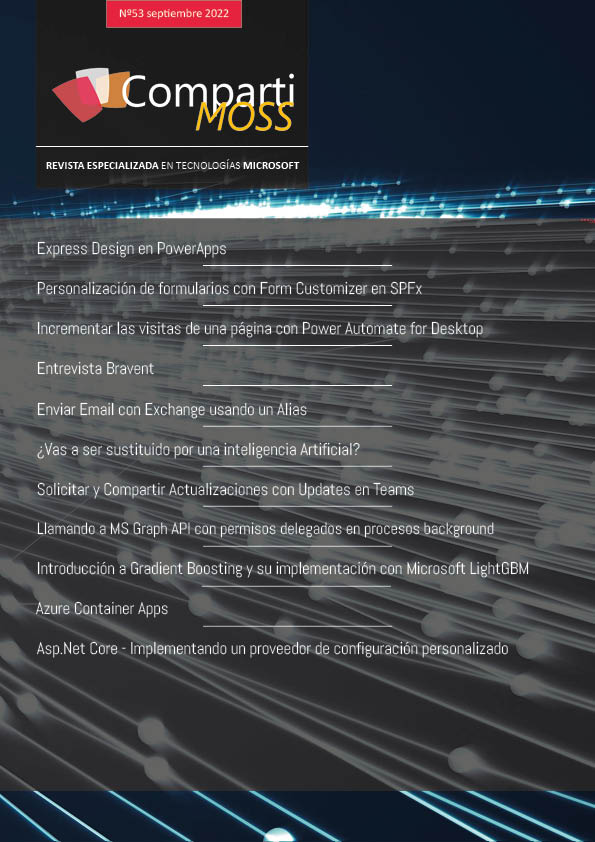 Nº53 septiembre 2022
Comparti
MOSS
REVISTA ESPECIALIZADA EN TECNOLOGÍAS MICROSOFT
Express Design en PowerApps
Personalización de formularios con Form Customizer en SPFx
Incrementar las visitas de una página con Power Automate for Desktop
Entrevista Bravent
Enviar Email con Exchange usando un Alias
¿Vas a ser sustituido por una inteligencia Artificial?
Solicitar y Compartir Actualizaciones con Updates en Teams
Llamando a MS Graph API con permisos delegados en procesos background
Introducción a Gradient Boosting y su implementación con Microsoft LightGBM
Azure Container Apps
Asp.Net Core - Implementando un proveedor de configuración personalizado